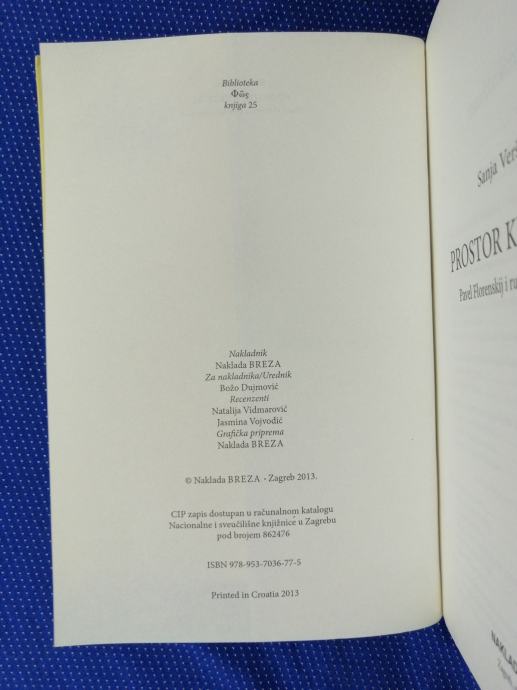 Biblioteka
Φῶς
knjiga 25
Nakladnik
Naklada BREZA
Za nakladnika/Urednik
Božo Dujmović
Recenzenti
Natalija Vidmarović
Jasmina Vojvodić
Grafička priprema
Naklada BREZA
© Naklada BREZA - Zagreb 2013.
CIP zapis dostupan u računalnom katalogu
Nacionalne i sveučilišne knjižnice u Zagrebu
pod brojem 862476
ISBN 978-953-7036-77-5
Printed in Croatia 2013
Sanja
PROSTOR
Pavel Florenskij i